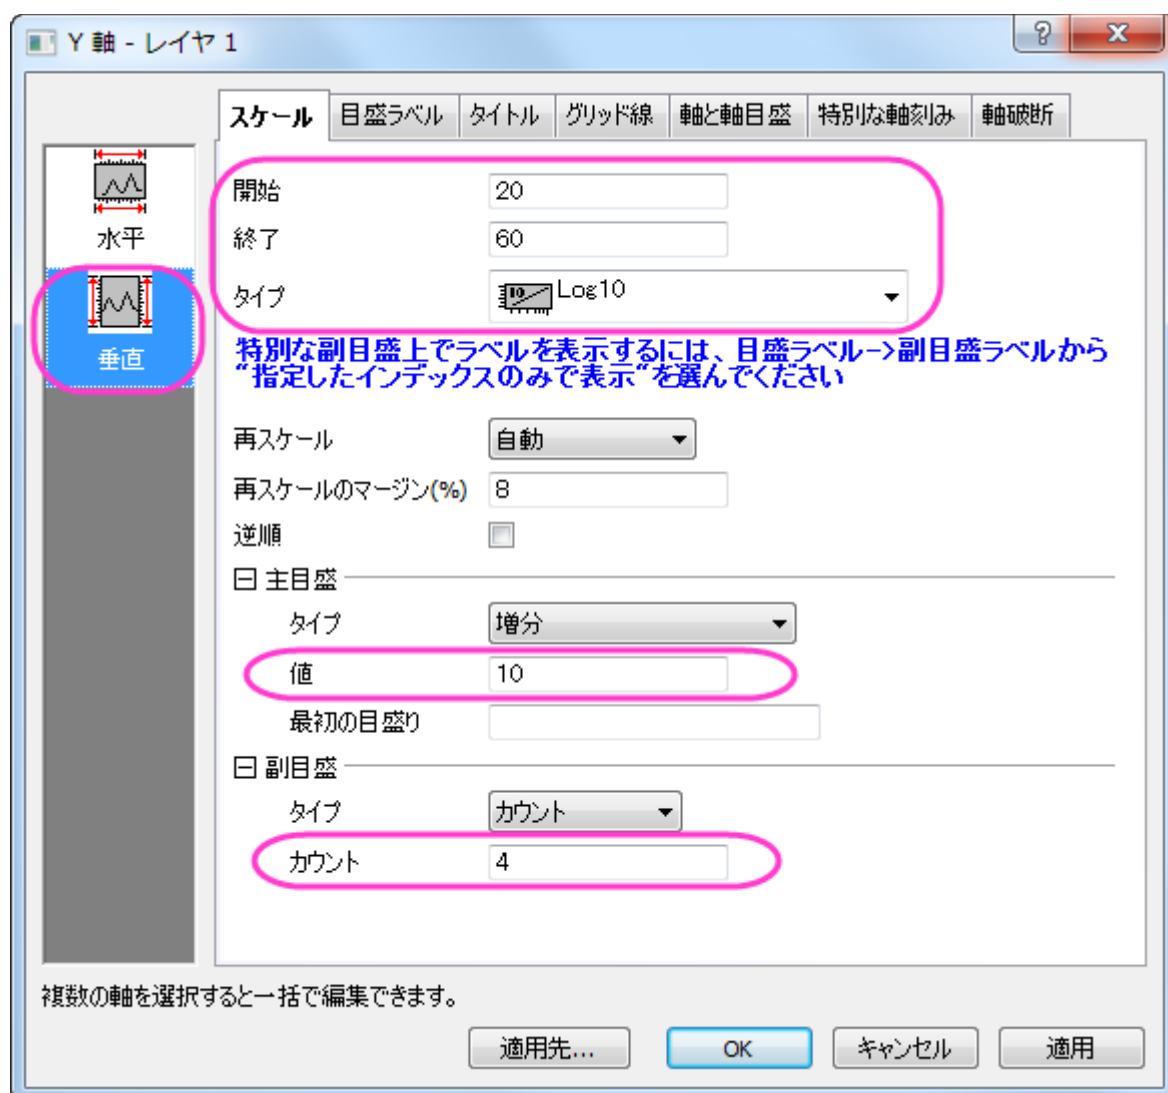 Y 軸 - レイヤ 1
スケール 目盛ラベル タイトル グリッド線 軸と軸目盛 特別な軸刻み 軸破断
水平
垂直
開始 20
終了 60
タイプ Log10
特別な副目盛上でラベルを表示するには、目盛ラベル->副目盛ラベルから
"指定したインデックスのみで表示"を選んでください
再スケール 自動
再スケールのマージン(%) 8
逆順
主目盛
タイプ 増分
値 10
最初の目盛り
副目盛
タイプ カウント
カウント 4
複数の軸を選択すると一括で編集できます。
適用先... OK キャンセル 適用